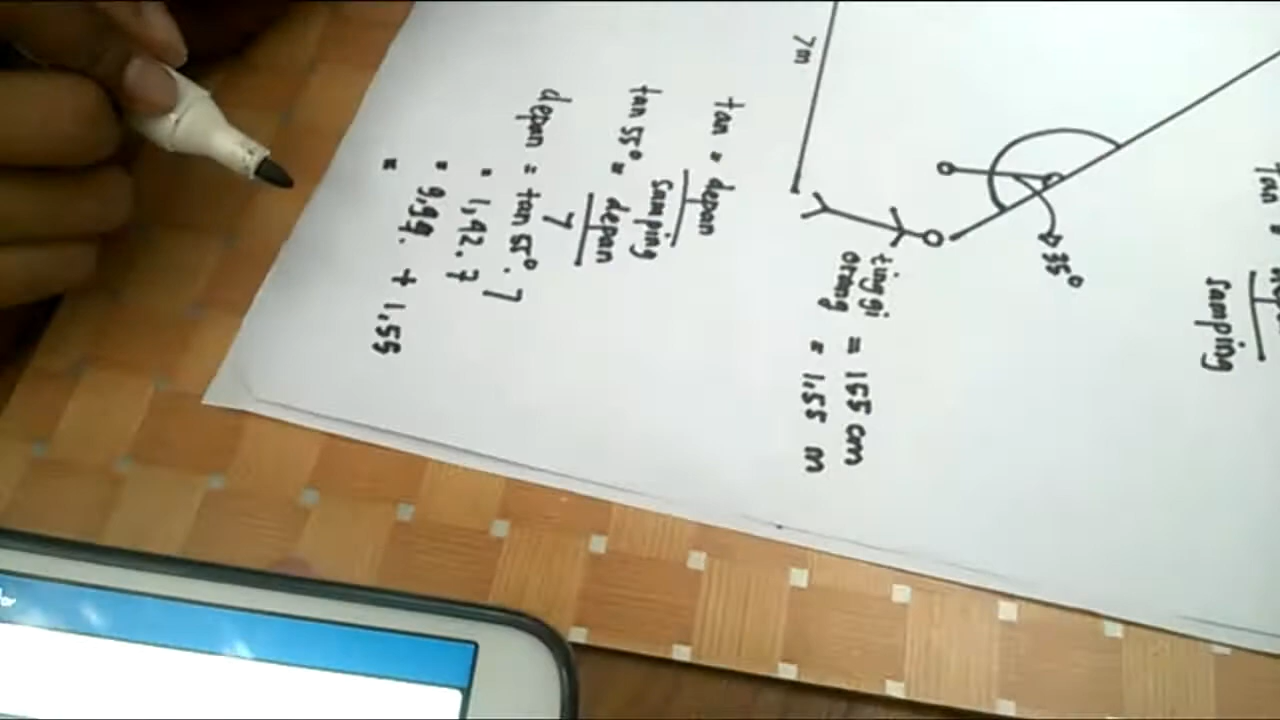 Tan =
samping
35°
7m
tinggi
orang = 155 cm
= 1,55 m
tan = depan
samping
tan 55° = depan
7
depan = tan 55° . 7
= 1,42 . 7
= 9,94. + 1,55
=